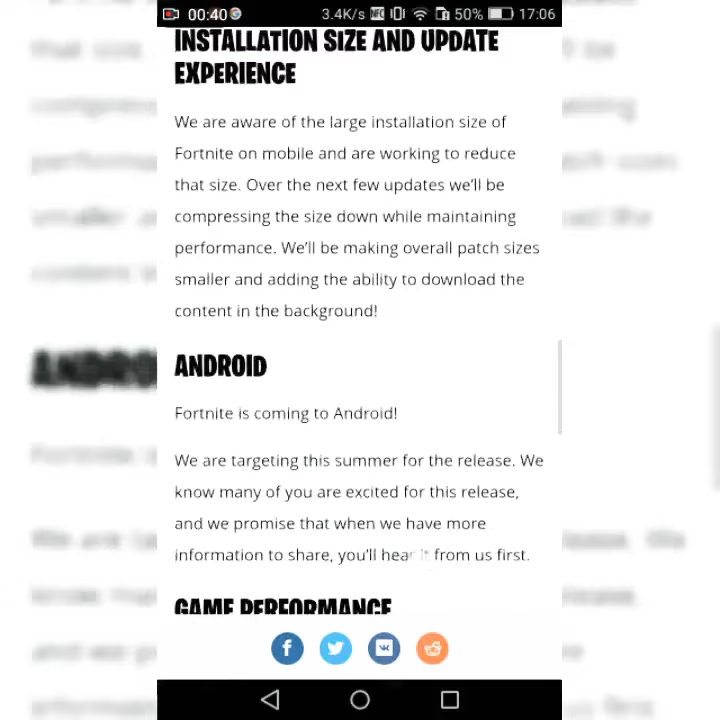 00:40 3.4K/s NFC 50% 17:06
INSTALLATION SIZE AND UPDATE
EXPERIENCE
We are aware of the large installation size of
Fortnite on mobile and are working to reduce
that size. Over the next few updates we'll be
compressing the size down while maintaining
performance. We'll be making overall patch sizes
smaller and adding the ability to download the
content in the background!
ANDROID
Fortnite is coming to Android!
We are targeting this summer for the release. We
know many of you are excited for this release,
and we promise that when we have more
information to share, you'll hear it from us first.
GAME PERFORMANCE